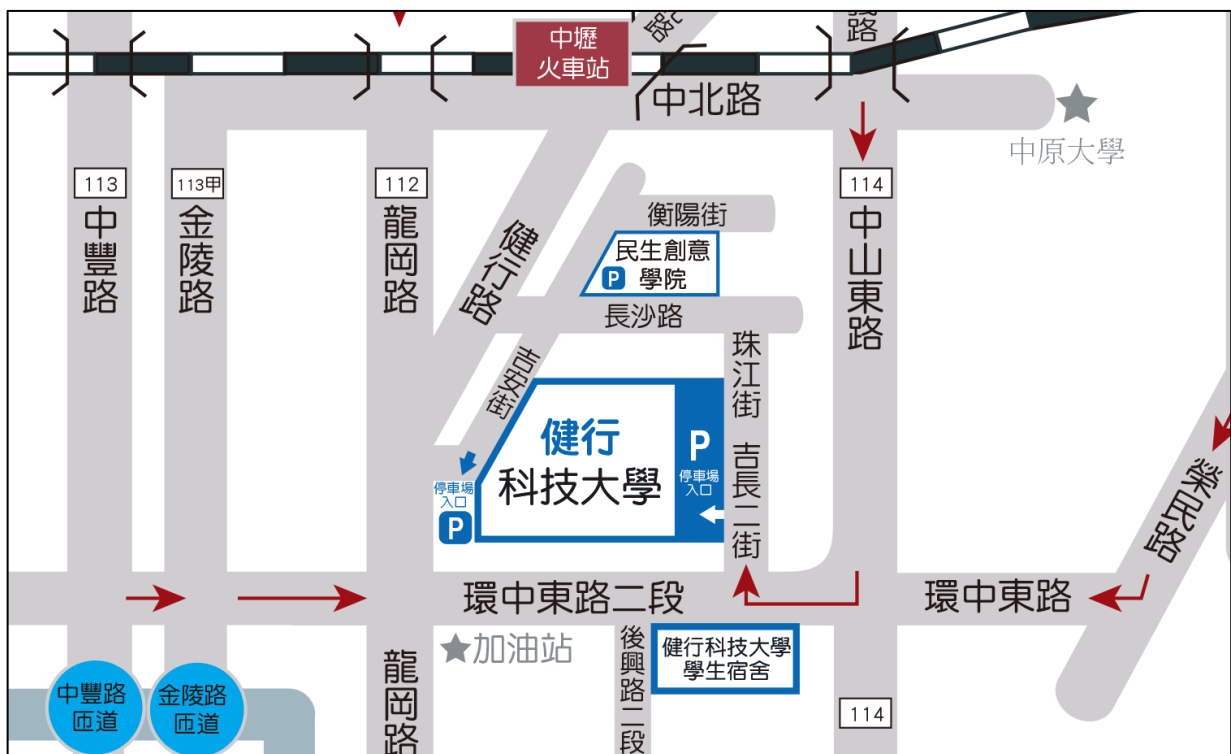 中壢
火車站
義路
中北路
中原大學
113
113甲
112
114
中豐路
金陵路
龍岡路
健行路
衡陽街
民生創意
P 學院
中山東路
長沙路
吉安街
珠江街
健行
科技大學
P
停車場
入口
吉長二街
停車場
入口
P
榮民路
環中東路二段
環中東路
加油站
後興路二段
健行科技大學
學生宿舍
龍岡路
中豐路
匝道
金陵路
匝道
114